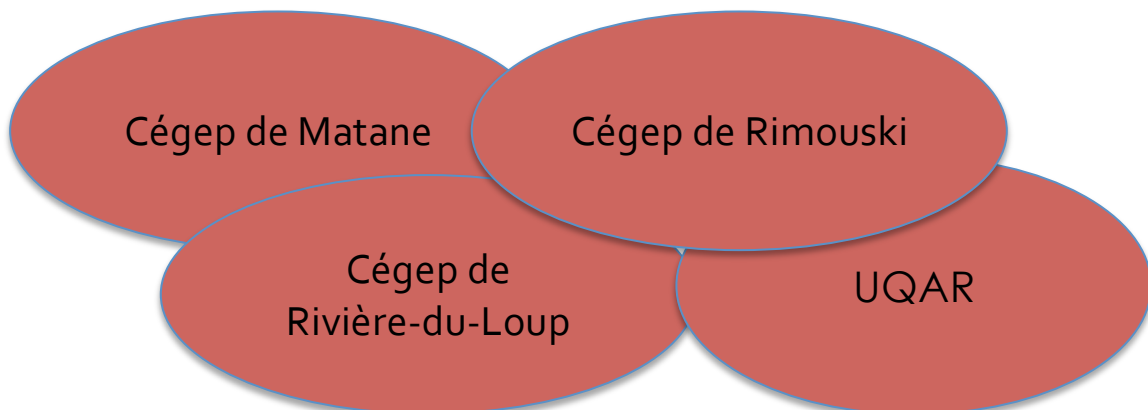 Cégep de Matane
Cégep de Rimouski
Cégep de
Rivière-du-Loup
UQAR